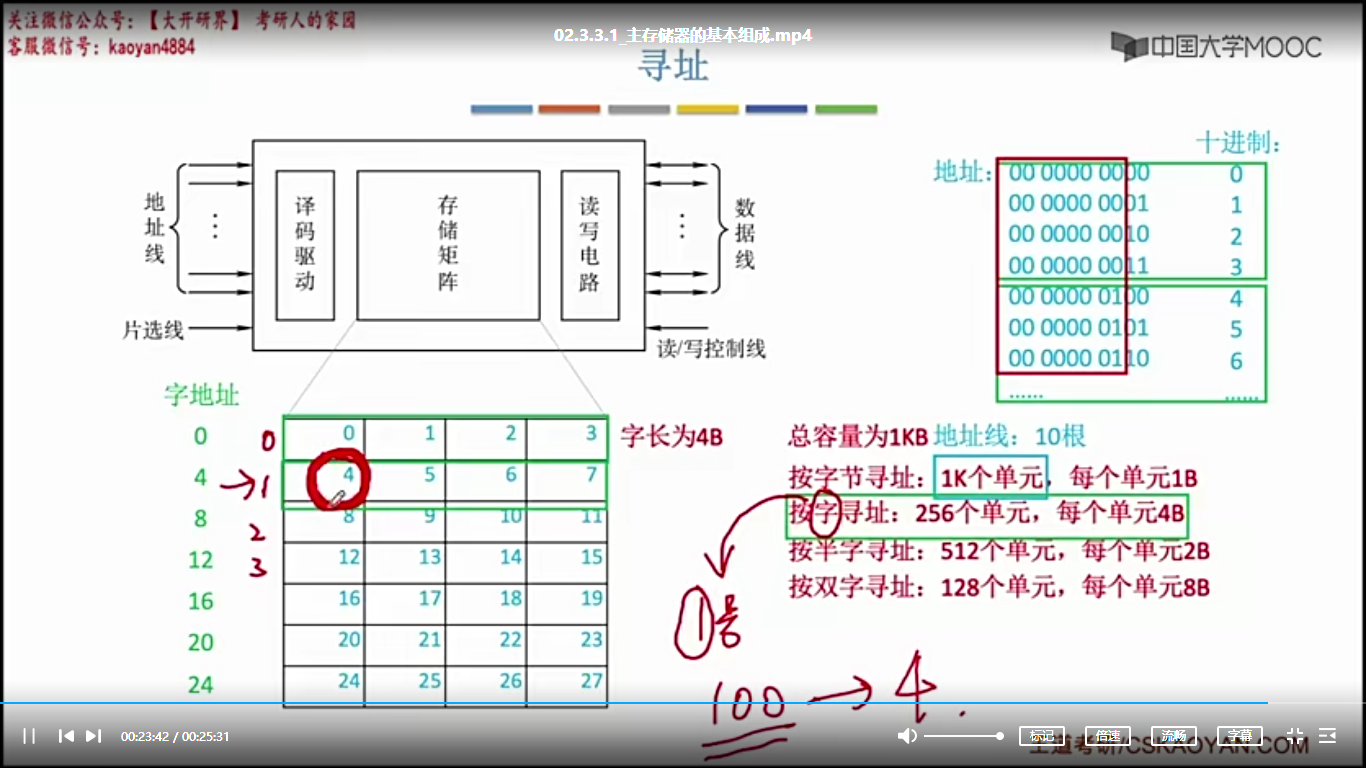 关注微信公众号：【大开研界】 考研人的家园
客服微信号：kaoyan4884
02.3.3.1_主存储器的基本组成.mp4
中国大学MOOC
寻址
地址线
⋮
译码驱动
存储矩阵
读写电路
⋮
数据线
片选线
读/写控制线
十进制：
地址：
00 0000 0000 0
00 0000 0001 1
00 0000 0010 2
00 0000 0011 3
00 0000 0100 4
00 0000 0101 5
00 0000 0110 6
...... ......
字地址
0 0 0 1 2 3 字长为4B
4 →1 4 5 6 7
8 2 8 9 10 11
12 3 12 13 14 15
16 16 17 18 19
20 20 21 22 23
24 24 25 26 27
总容量为1KB 地址线：10根
按字节寻址：1K个单元，每个单元1B
按字寻址：256个单元，每个单元4B
按半字寻址：512个单元，每个单元2B
按双字寻址：128个单元，每个单元8B
1号
100 → 4.
00:23:42 / 00:25:31
标记
倍速
流畅
字幕
王道考研/CSKAOYAN.COM